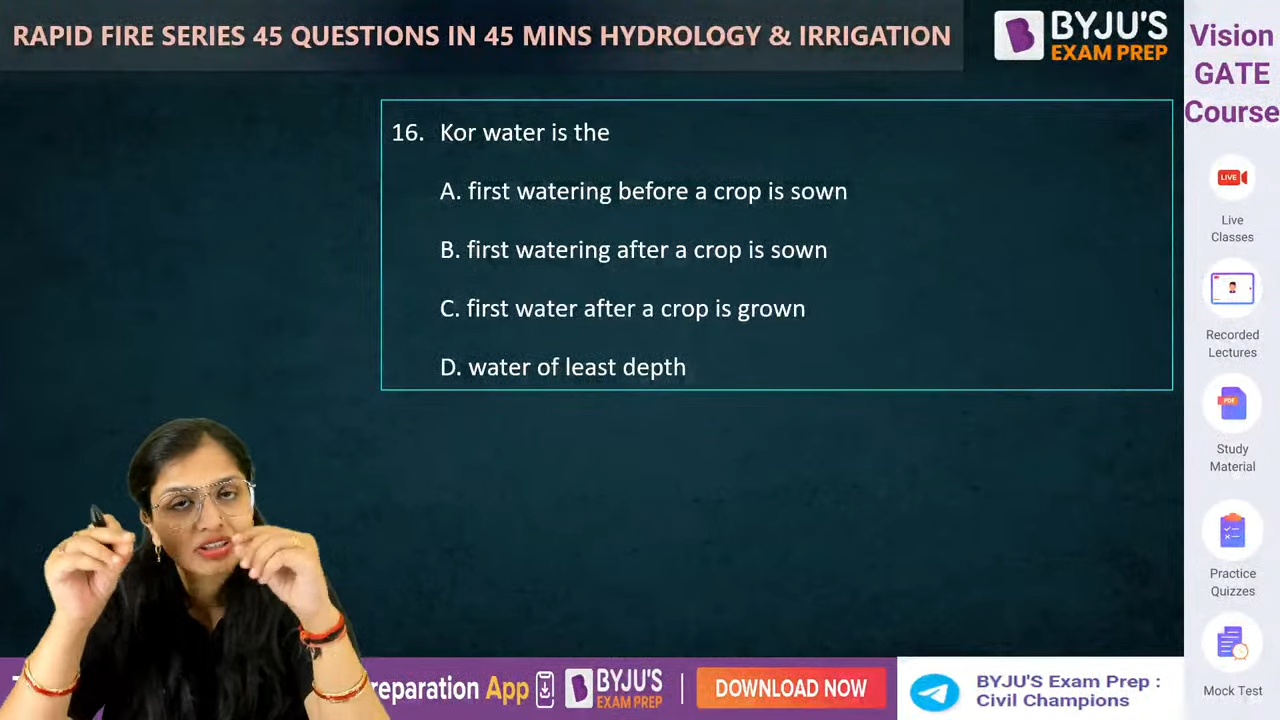 RAPID FIRE SERIES 45 QUESTIONS IN 45 MINS HYDROLOGY & IRRIGATION
BYJU'S
EXAM PREP
Vision
GATE
Course
16. Kor water is the
A. first watering before a crop is sown
B. first watering after a crop is sown
C. first water after a crop is grown
D. water of least depth
LIVE
Live
Classes
Recorded
Lectures
PDF
Study
Material
Practice
Quizzes
Mock Test
reparation App
BYJU'S
EXAM PREP
DOWNLOAD NOW
BYJU'S Exam Prep :
Civil Champions